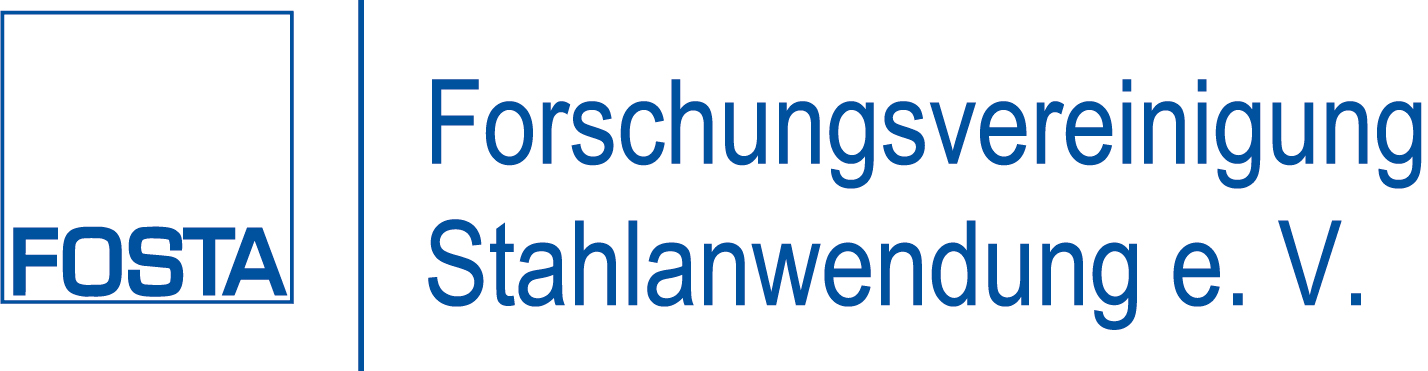 FOSTA
Forschungsvereinigung
Stahlanwendung e. V.